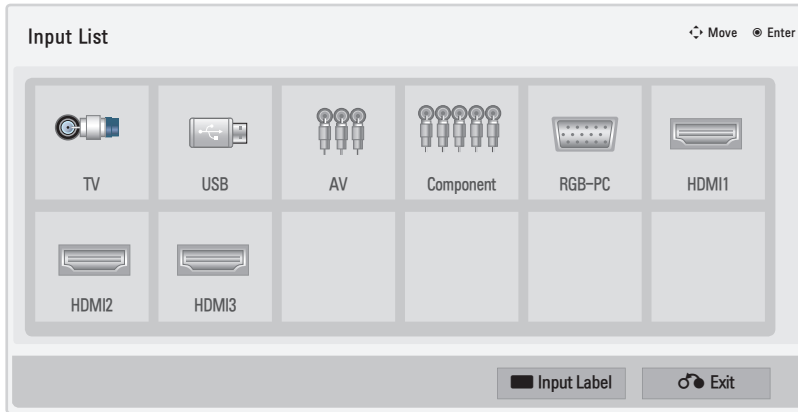 Input List
Move Enter
TV USB AV Component RGB-PC HDMI1
HDMI2 HDMI3
Input Label Exit